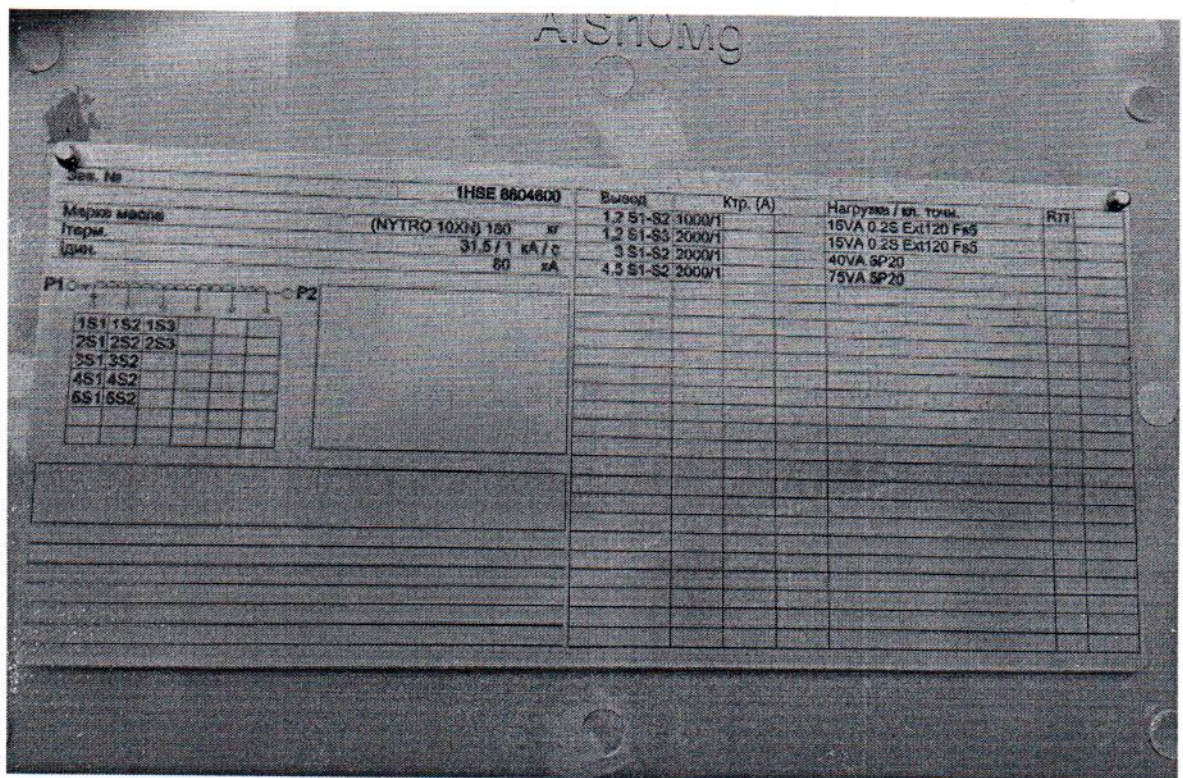 AlSi10Mg
Зав. № 1HSE 8804600
Марка масла (NYTRO 10XN) 180 кг
Iтерм. 31.5 / 1 кА / с
Iдин. 80 кА
P1 P2
1S1 1S2 1S3
2S1 2S2 2S3
3S1 3S2
4S1 4S2
5S1 5S2
Вывод Ктр. (А) Нагрузка / кл. точн. Rтт
1,2 S1-S2 1000/1 15VA 0.2S Ext120 Fs5
1,2 S1-S3 2000/1 15VA 0.2S Ext120 Fs5
3 S1-S2 2000/1 40VA 5P20
4,5 S1-S2 2000/1 75VA 5P20